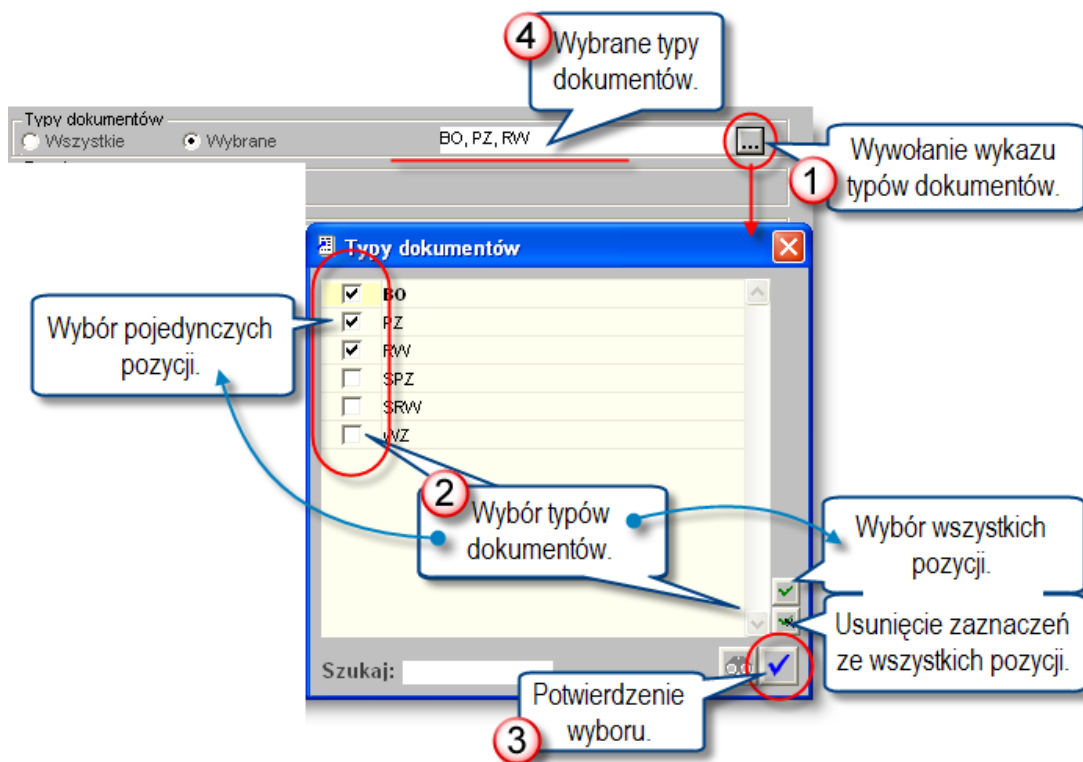 4 Wybrane typy
dokumentów.
Typy dokumentów
Wszystkie Wybrane BO, PZ, RW ...
1 Wywołanie wykazu
typów dokumentów.
Typy dokumentów
BO
PZ
RW
SPZ
SRW
WZ
Wybór pojedynczych
pozycji.
2 Wybór typów
dokumentów.
Wybór wszystkich
pozycji.
Usunięcie zaznaczeń
ze wszystkich pozycji.
Szukaj:
Potwierdzenie
wyboru.
3